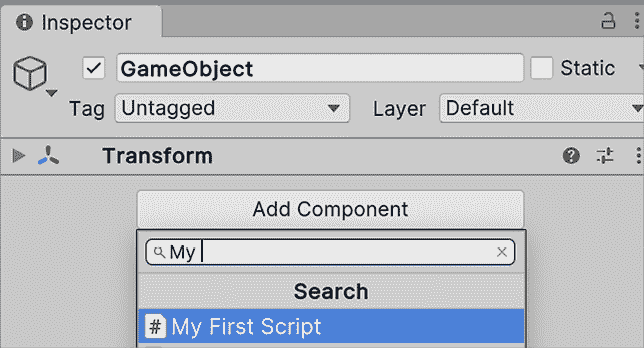 Inspector
GameObject Static
Tag Untagged Layer Default
Transform
Add Component
My
Search
# My First Script